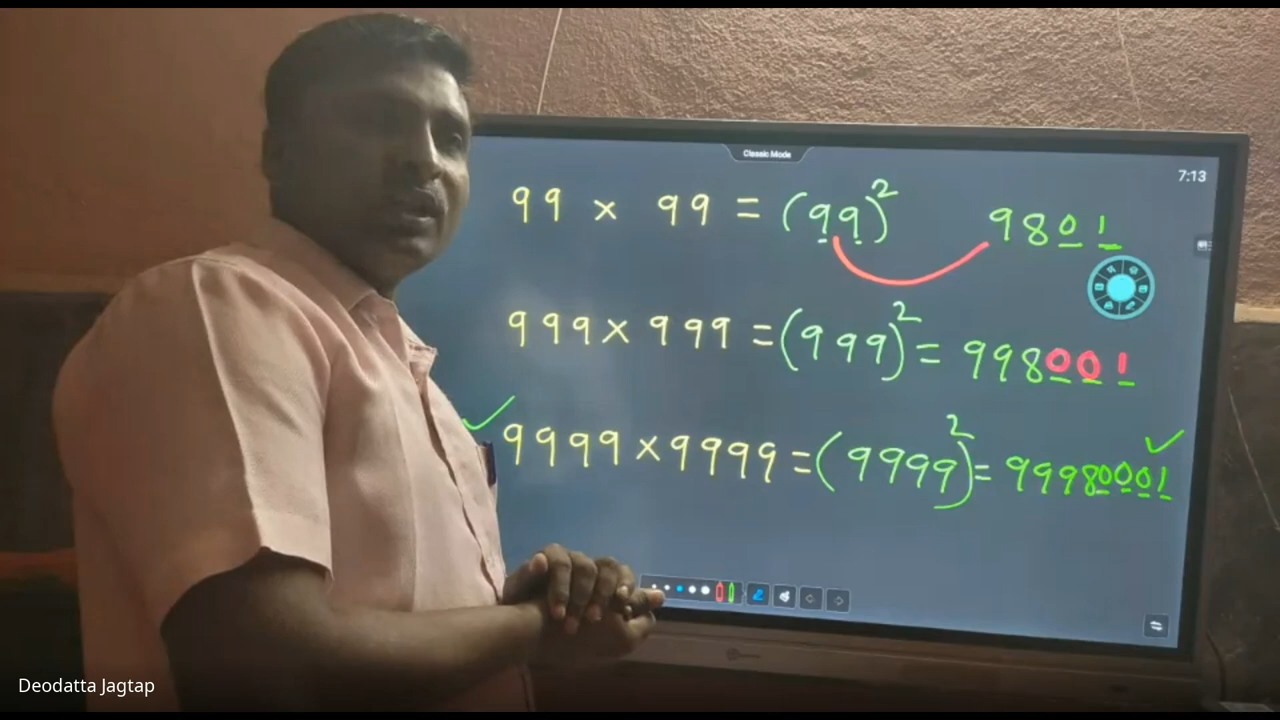 Classic Mode
7:13
99 × 99 = (99)² 9801
999 × 999 = (999)² = 998001
✓ 9999 × 9999 = (9999)² = 99980001 ✓
Deodatta Jagtap